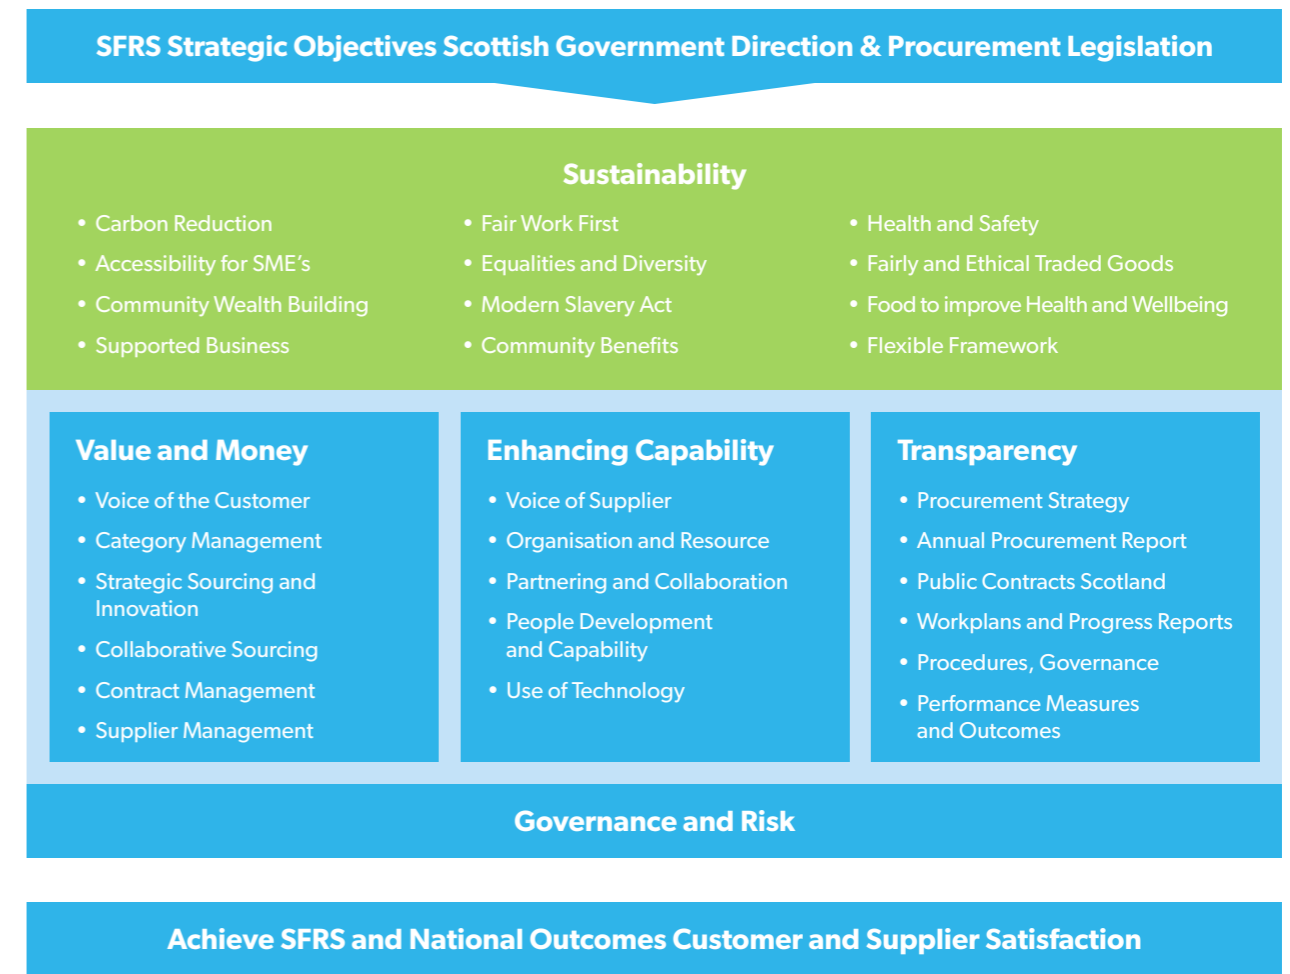 SFRS Strategic Objectives Scottish Government Direction & Procurement Legislation
Sustainability
• Carbon Reduction
• Accessibility for SME's
• Community Wealth Building
• Supported Business
• Fair Work First
• Equalities and Diversity
• Modern Slavery Act
• Community Benefits
• Health and Safety
• Fairly and Ethical Traded Goods
• Food to improve Health and Wellbeing
• Flexible Framework
Value and Money
• Voice of the Customer
• Category Management
• Strategic Sourcing and
Innovation
• Collaborative Sourcing
• Contract Management
• Supplier Management
Enhancing Capability
• Voice of Supplier
• Organisation and Resource
• Partnering and Collaboration
• People Development
and Capability
• Use of Technology
Transparency
• Procurement Strategy
• Annual Procurement Report
• Public Contracts Scotland
• Workplans and Progress Reports
• Procedures, Governance
• Performance Measures
and Outcomes
Governance and Risk
Achieve SFRS and National Outcomes Customer and Supplier Satisfaction